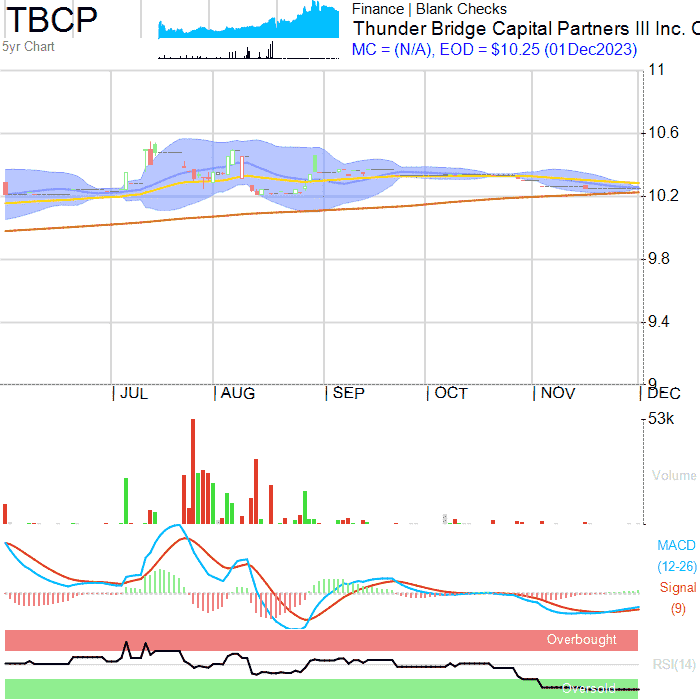 TBCP
5yr Chart
Finance | Blank Checks
Thunder Bridge Capital Partners III Inc. C
MC = (N/A), EOD = $10.25 (01Dec2023)
11
10.6
10.2
9.8
9.4
9
JUL
AUG
SEP
OCT
NOV
DEC
53k
Volume
MACD
(12-26)
Signal
(9)
Overbought
RSI(14)
Oversold